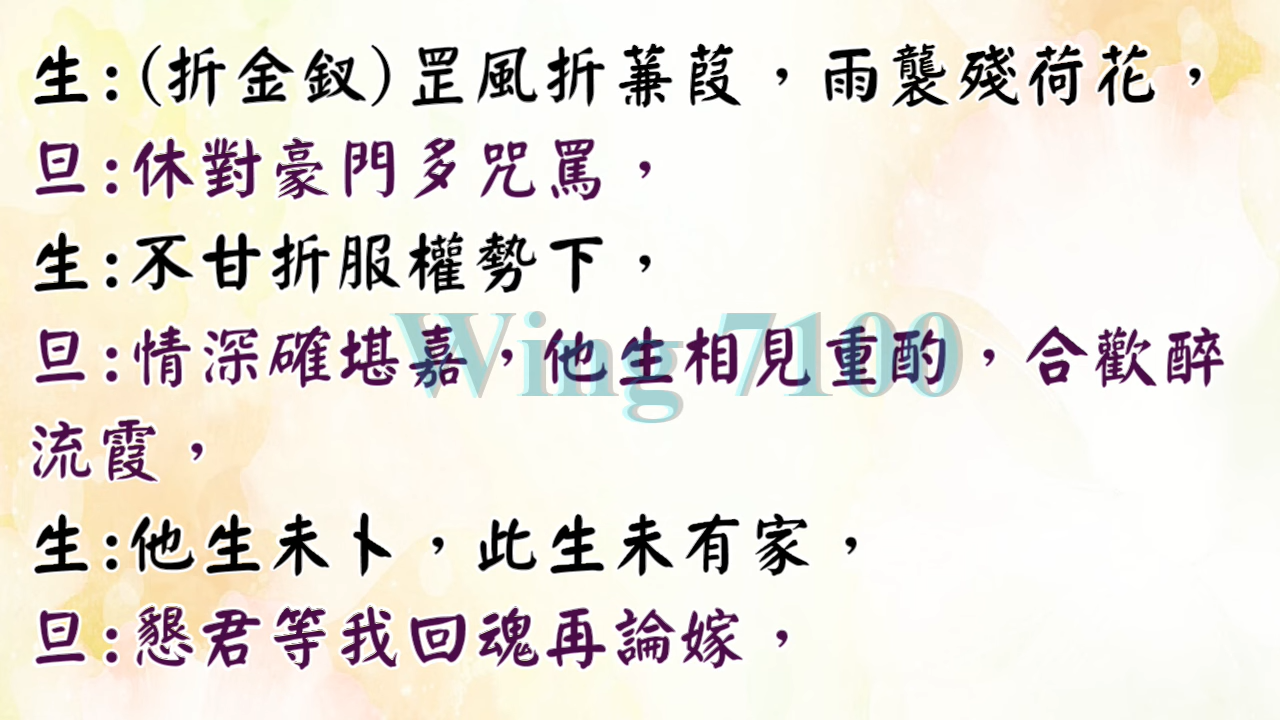 生:(折金釵)罡風折蒹葭，雨襲殘荷花，
旦:休對豪門多咒罵，
生:不甘折服權勢下，
旦:情深確堪嘉，他生相見重酌，合歡醉
流霞，
生:他生未卜，此生未有家，
旦:懇君等我回魂再論嫁，
Wing 7100